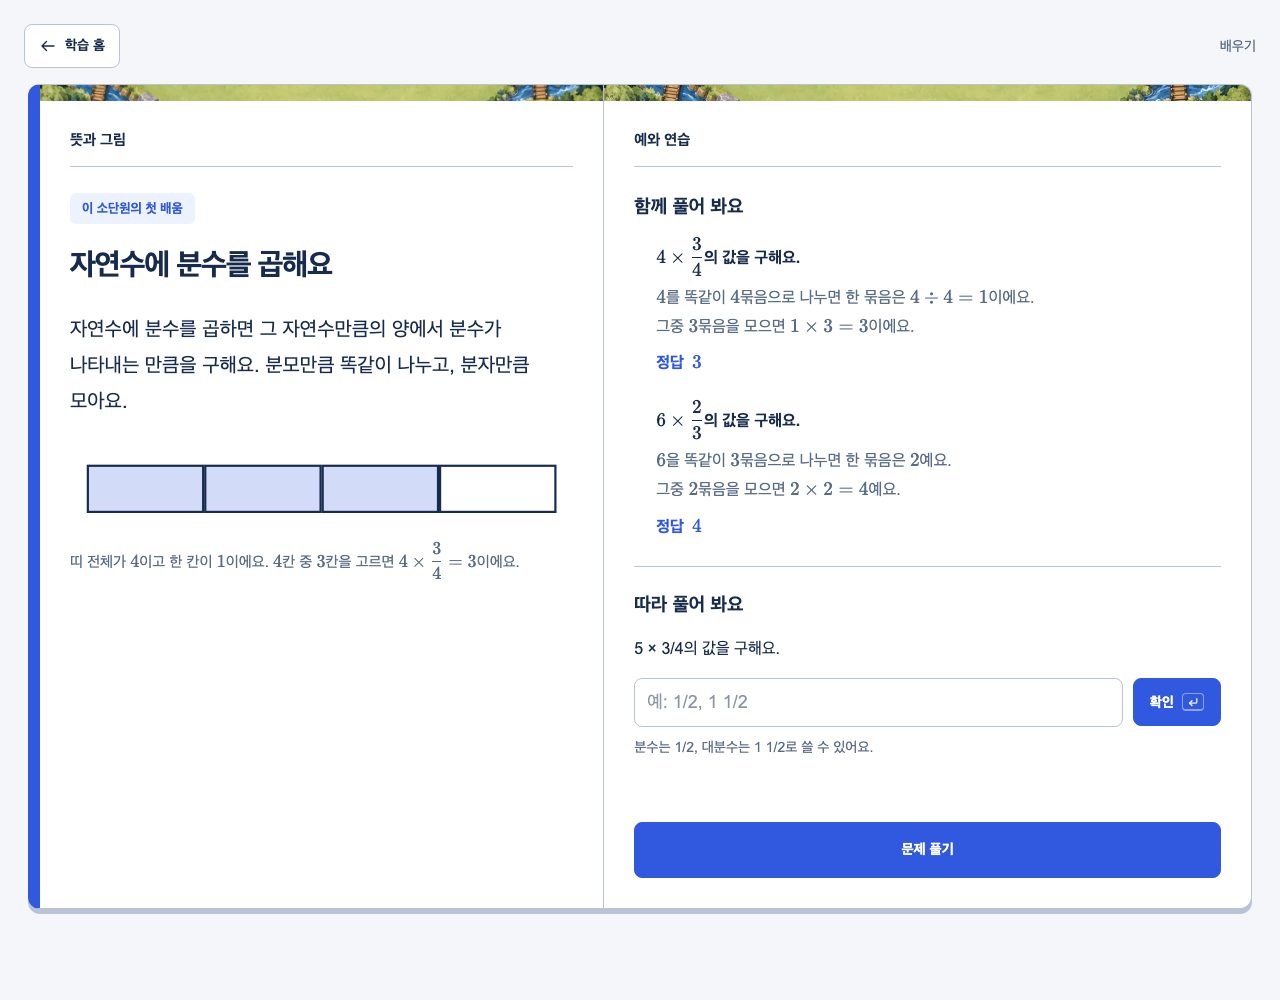 학습 홈
배우기
뜻과 그림
이 소단원의 첫 배움
자연수에 분수를 곱해요
자연수에 분수를 곱하면 그 자연수만큼의 양에서 분수가
나타내는 만큼을 구해요. 분모만큼 똑같이 나누고, 분자만큼
모아요.
띠 전체가 4이고 한 칸이 1이에요. 4칸 중 3칸을 고르면 4 × 3/4 = 3이에요.
예와 연습
함께 풀어 봐요
4 × 3/4의 값을 구해요.
4를 똑같이 4묶음으로 나누면 한 묶음은 4 ÷ 4 = 1이에요.
그중 3묶음을 모으면 1 × 3 = 3이에요.
정답 3
6 × 2/3의 값을 구해요.
6을 똑같이 3묶음으로 나누면 한 묶음은 2예요.
그중 2묶음을 모으면 2 × 2 = 4예요.
정답 4
따라 풀어 봐요
5 × 3/4의 값을 구해요.
예: 1/2, 1 1/2
확인
분수는 1/2, 대분수는 1 1/2로 쓸 수 있어요.
문제 풀기